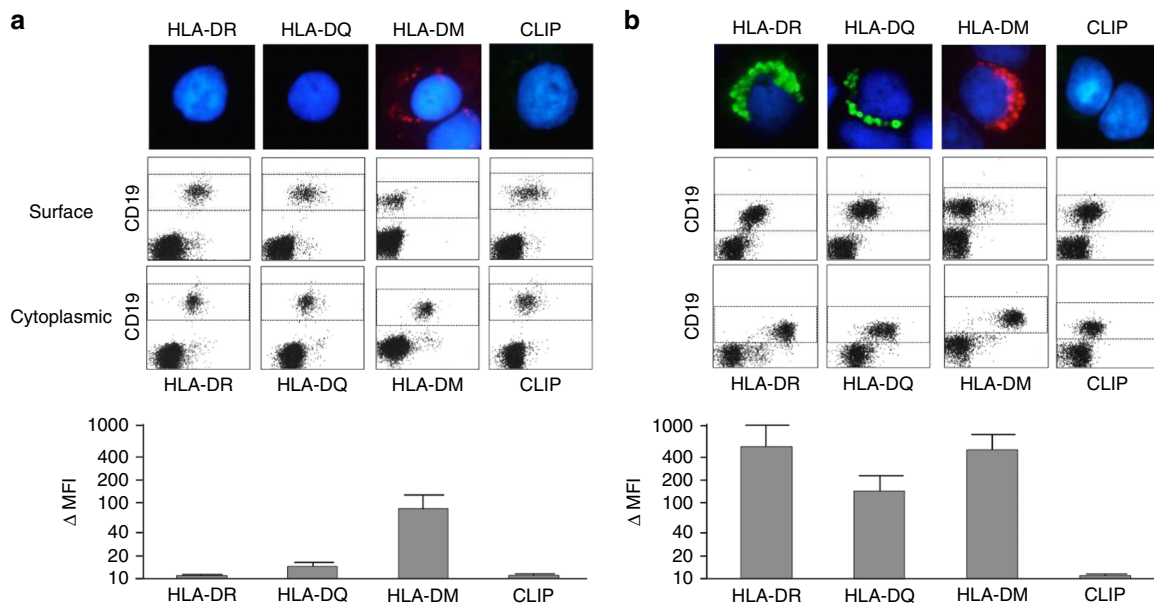 a
HLA-DR HLA-DQ HLA-DM CLIP
Surface
CD19
Cytoplasmic
CD19
HLA-DR HLA-DQ HLA-DM CLIP
Δ MFI
1000
400
200
100
40
20
10
HLA-DR HLA-DQ HLA-DM CLIP
b
HLA-DR HLA-DQ HLA-DM CLIP
CD19
CD19
HLA-DR HLA-DQ HLA-DM CLIP
Δ MFI
1000
400
200
100
40
20
10
HLA-DR HLA-DQ HLA-DM CLIP